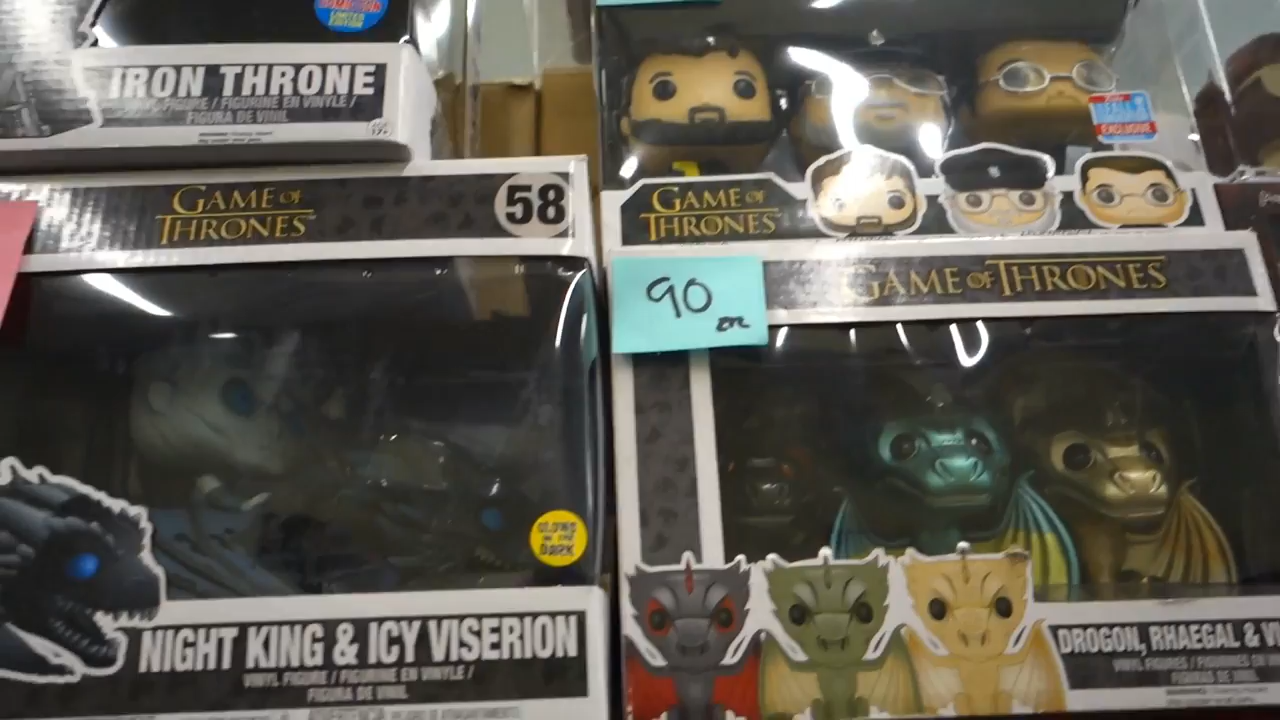 IRON THRONE
FIGURE / FIGURINE EN VINYLE /
FIGURA DE VINIL
GAME OF
THRONES
58
GLOWS
IN THE
DARK
NIGHT KING & ICY VISERION
VINYL FIGURE / FIGURINE EN VINYLE /
FIGURA DE VINIL
EXCLUSIVE
GAME OF
THRONES
90
GAME OF THRONES
DROGON, RHAEGAL &
VINYL FIGURES / FIGURINES EN
FIGURAS DE VINIL